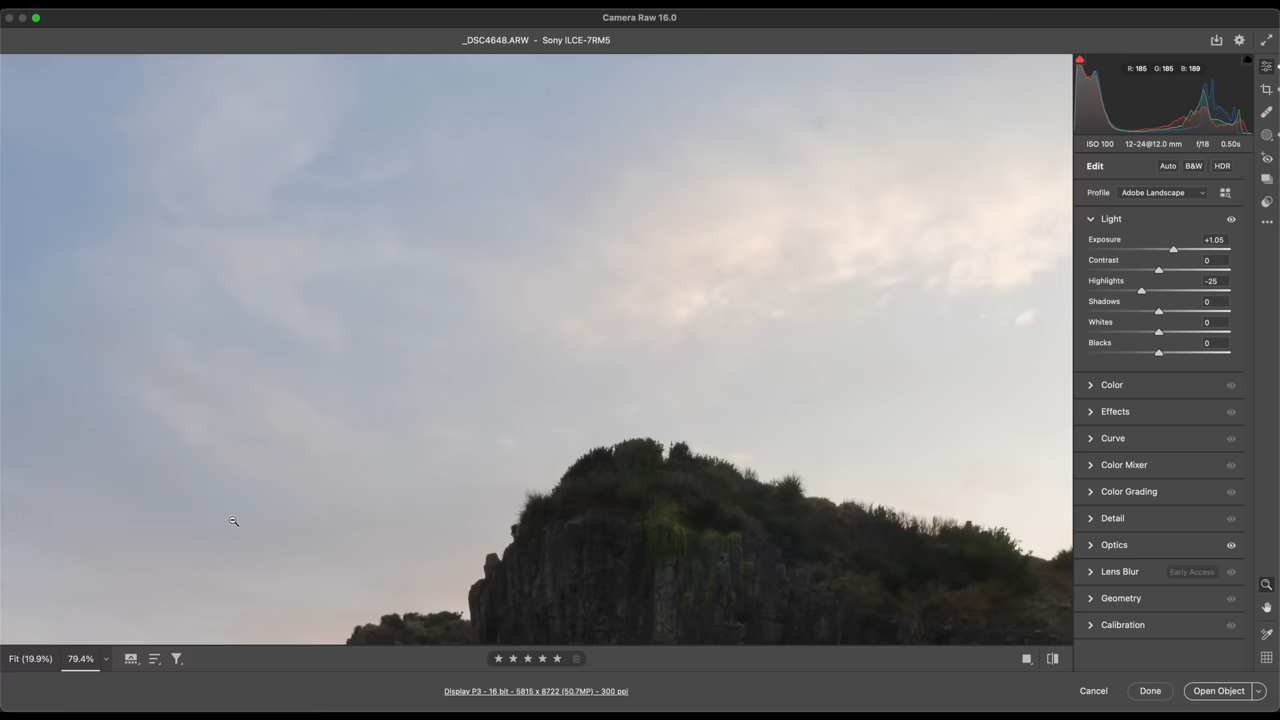 Camera Raw 16.0
_DSC4648.ARW - Sony ILCE-7RM5
R: 185 G: 185 B: 189
ISO 100 12-24@12.0 mm f/18 0.50s
Edit Auto B&W HDR
Profile Adobe Landscape
Light
Exposure +1.05
Contrast 0
Highlights -25
Shadows 0
Whites 0
Blacks 0
Color
Effects
Curve
Color Mixer
Color Grading
Detail
Optics
Lens Blur Early Access
Geometry
Calibration
Fit (19.9%) 79.4%
Display P3 - 16 bit - 5815 x 8722 (50.7MP) - 300 ppi
Cancel Done Open Object